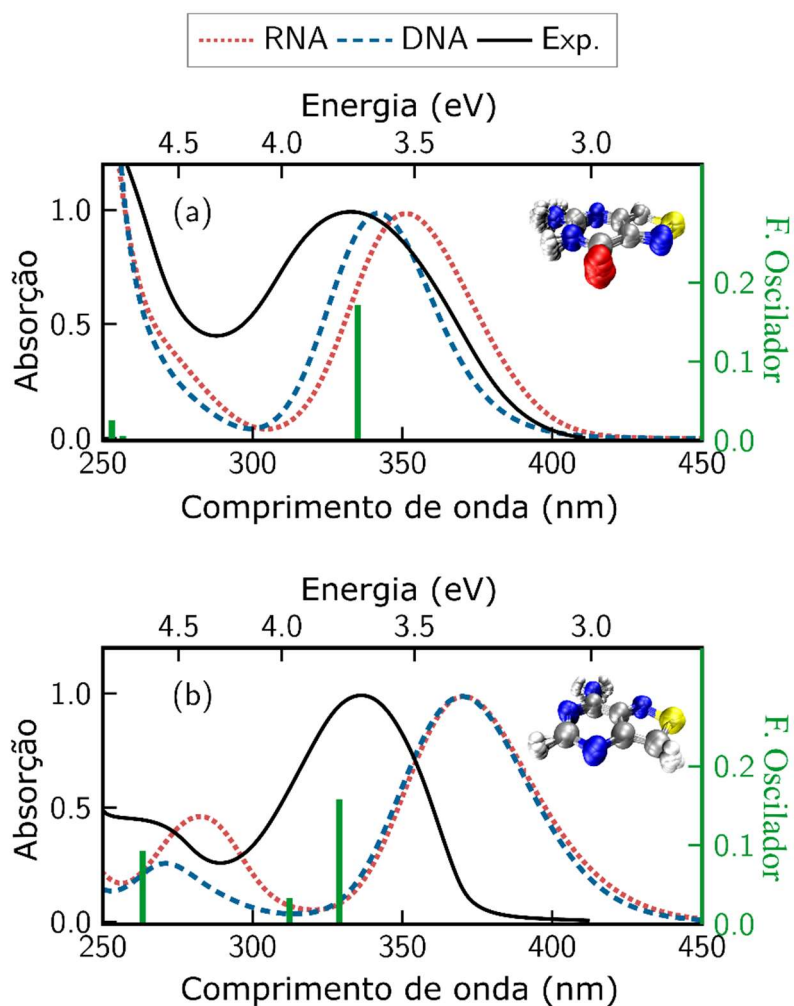 RNA DNA Exp.
Energia (eV)
4.5 4.0 3.5 3.0
(a)
1.0
0.5
0.0
Absorção
0.2
0.1
0.0
F. Oscilador
250 300 350 400 450
Comprimento de onda (nm)
Energia (eV)
4.5 4.0 3.5 3.0
(b)
1.0
0.5
0.0
Absorção
0.2
0.1
0.0
F. Oscilador
250 300 350 400 450
Comprimento de onda (nm)